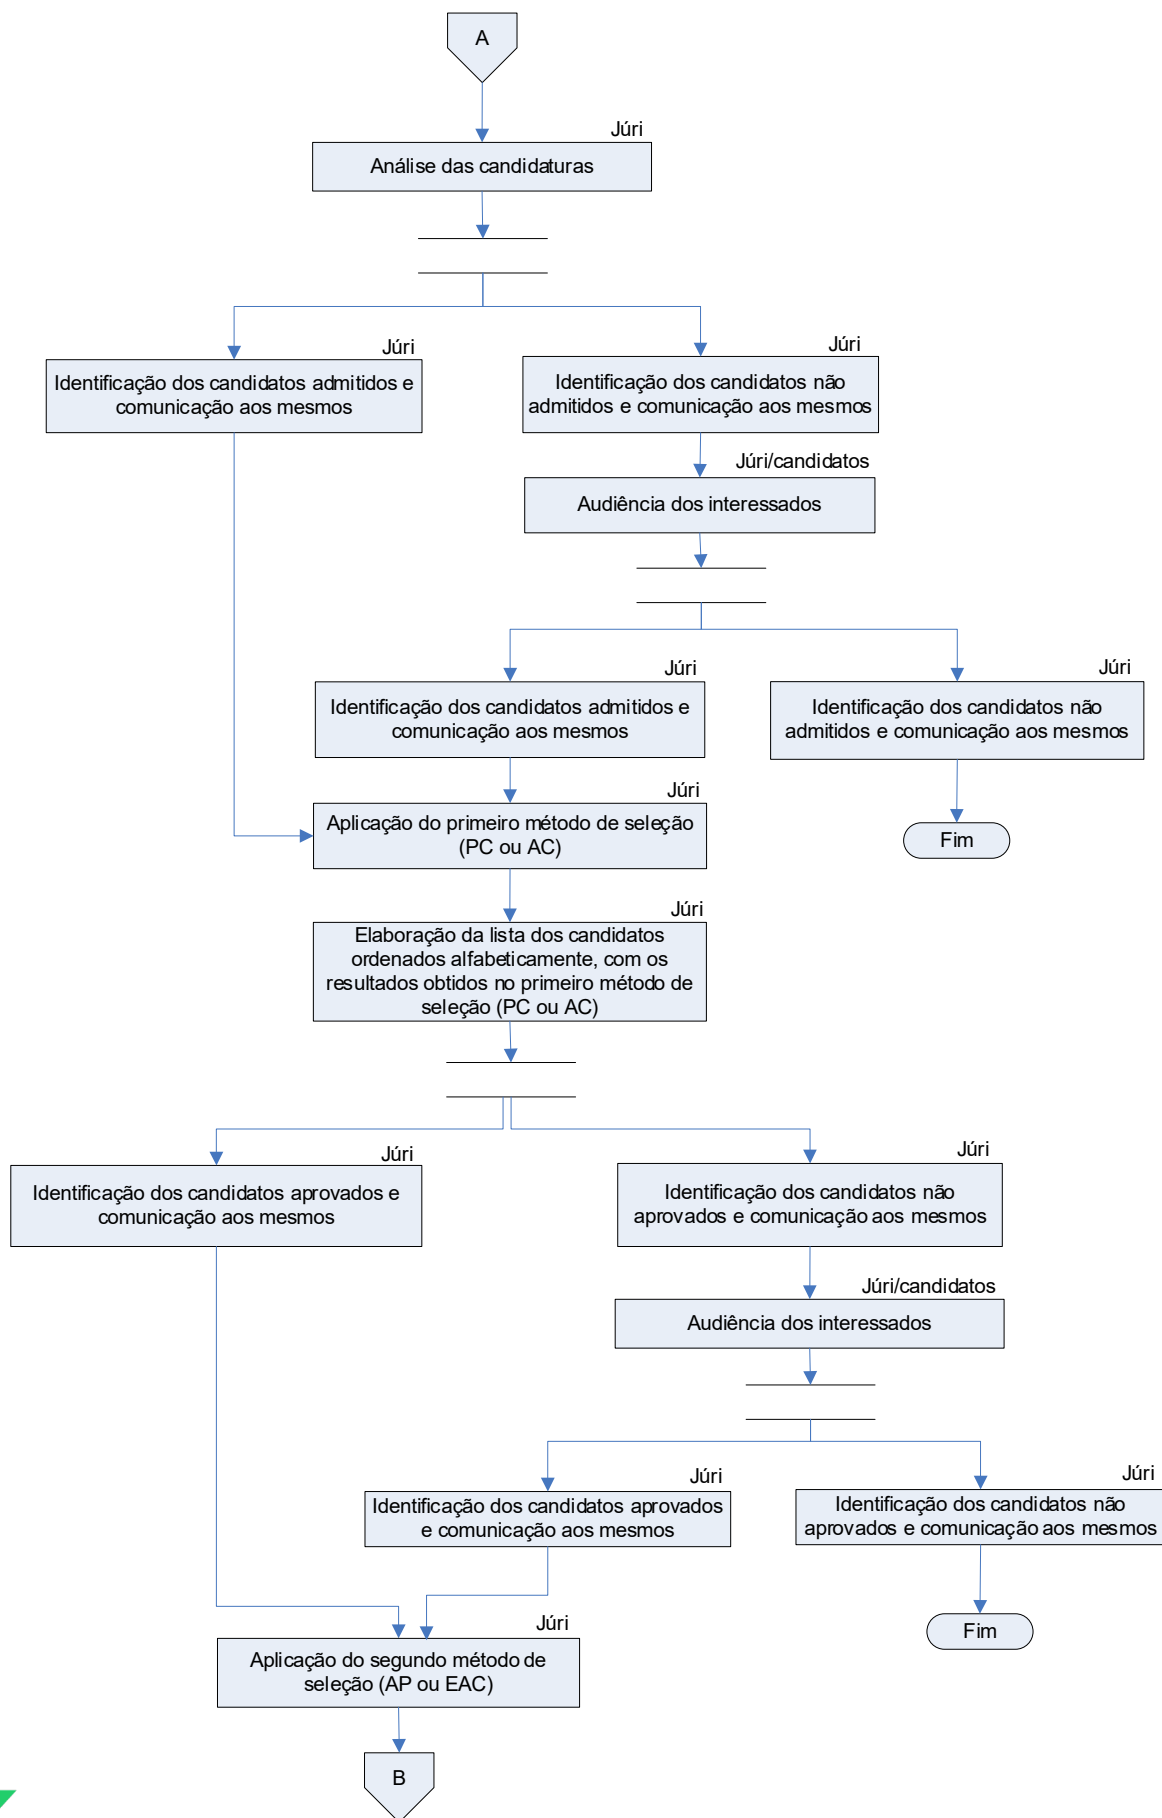 A
Júri
Análise das candidaturas
Júri
Identificação dos candidatos admitidos e
comunicação aos mesmos
Júri
Identificação dos candidatos não
admitidos e comunicação aos mesmos
Júri/candidatos
Audiência dos interessados
Júri
Identificação dos candidatos admitidos e
comunicação aos mesmos
Júri
Identificação dos candidatos não
admitidos e comunicação aos mesmos
Fim
Júri
Aplicação do primeiro método de seleção
(PC ou AC)
Júri
Elaboração da lista dos candidatos
ordenados alfabeticamente, com os
resultados obtidos no primeiro método de
seleção (PC ou AC)
Júri
Identificação dos candidatos aprovados e
comunicação aos mesmos
Júri
Identificação dos candidatos não
aprovados e comunicação aos mesmos
Júri/candidatos
Audiência dos interessados
Júri
Identificação dos candidatos aprovados
e comunicação aos mesmos
Júri
Identificação dos candidatos não
aprovados e comunicação aos mesmos
Fim
Júri
Aplicação do segundo método de
seleção (AP ou EAC)
B